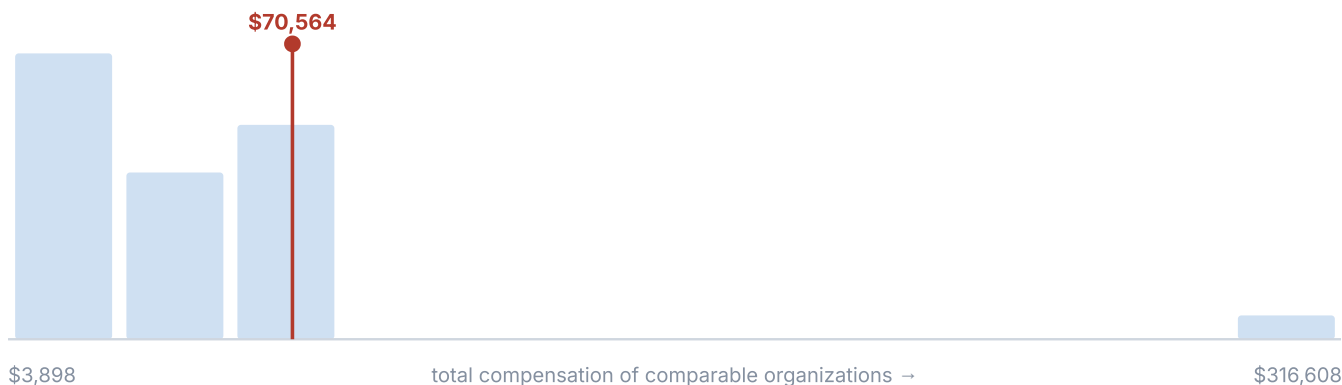 $70,564
$3,898
total compensation of comparable organizations →
$316,608